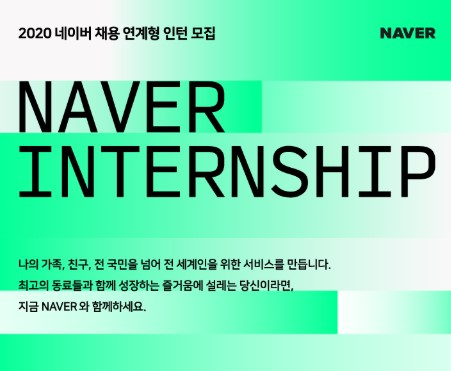 2020 네이버 채용 연계형 인턴 모집
NAVER
NAVER
INTERNSHIP
나의 가족, 친구, 전 국민을 넘어 전 세계인을 위한 서비스를 만듭니다.
최고의 동료들과 함께 성장하는 즐거움에 설레는 당신이라면,
지금 NAVER 와 함께하세요.